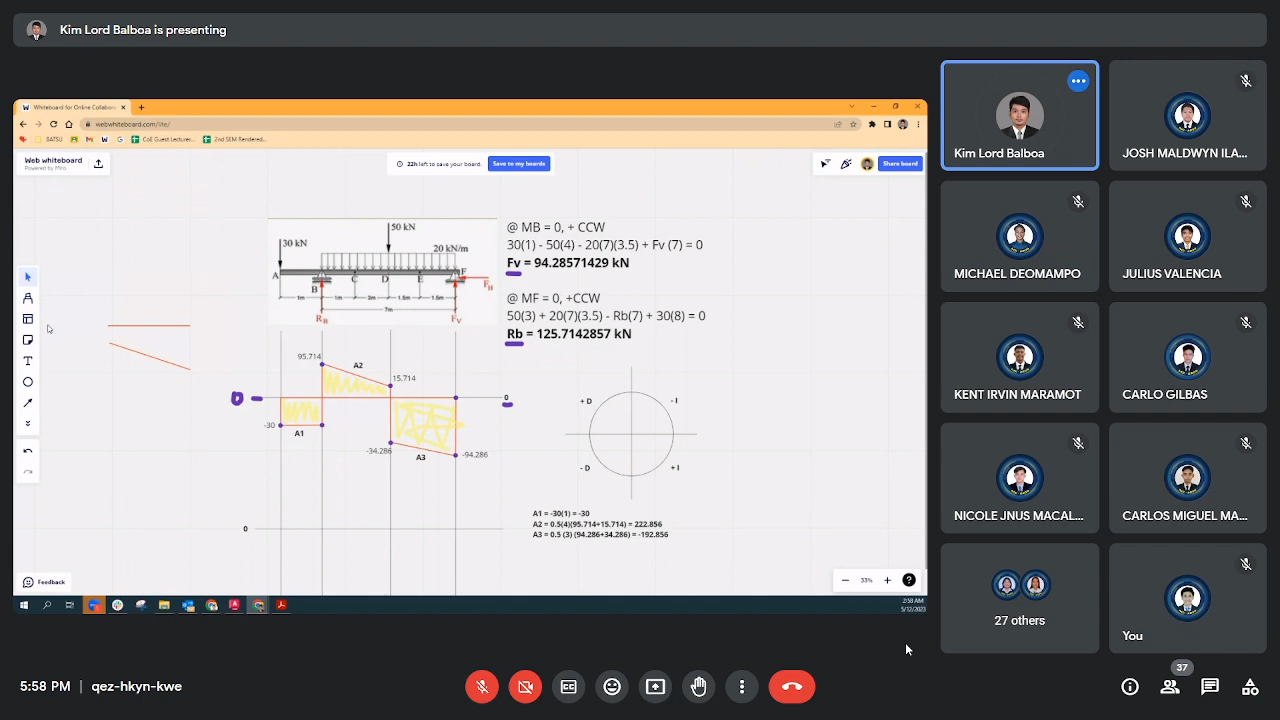 Kim Lord Balboa is presenting
Whiteboard for Online Collabora
webwhiteboard.com/lite/
BATSU
CoE Guest Lecturer...
2nd SEM Rendered...
Web whiteboard
Powered by Miro
22h left to save your board.
Save to my boards
Share board
30 kN
50 kN
20 kN/m
A
B
C
D
E
F
F_H
1m
1m
2m
1.5m
1.5m
7m
R_B
F_V
@ MB = 0, + CCW
30(1) - 50(4) - 20(7)(3.5) + Fv (7) = 0
Fv = 94.28571429 kN
@ MF = 0, +CCW
50(3) + 20(7)(3.5) - Rb(7) + 30(8) = 0
Rb = 125.7142857 kN
95.714
A2
15.714
0
0
-30
A1
-34.286
A3
-94.286
+ D
- I
- D
+ I
0
A1 = -30(1) = -30
A2 = 0.5(4)(95.714+15.714) = 222.856
A3 = 0.5 (3) (94.286+34.286) = -192.856
Feedback
33%
2:58 AM
5/12/2023
Kim Lord Balboa
JOSH MALDWYN ILA...
MICHAEL DEOMAMPO
JULIUS VALENCIA
KENT IRVIN MARAMOT
CARLO GILBAS
NICOLE JNUS MACAL...
CARLOS MIGUEL MA...
27 others
You
5:58 PM | qez-hkyn-kwe
37